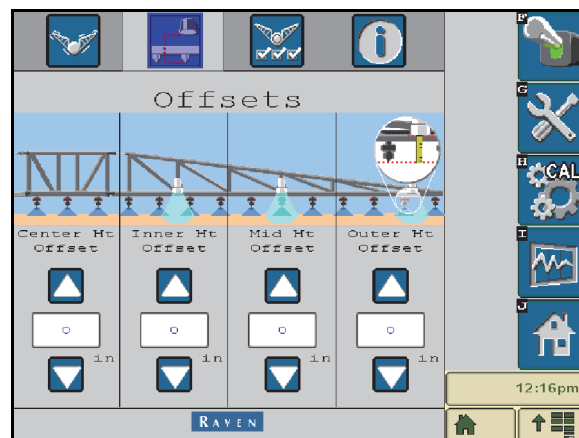 F
Offsets
G
CAL
H
Center Ht Offset
Inner Ht Offset
Mid Ht Offset
Outer Ht Offset
I
0 in
0 in
0 in
0 in
J
12:16pm
RAVEN